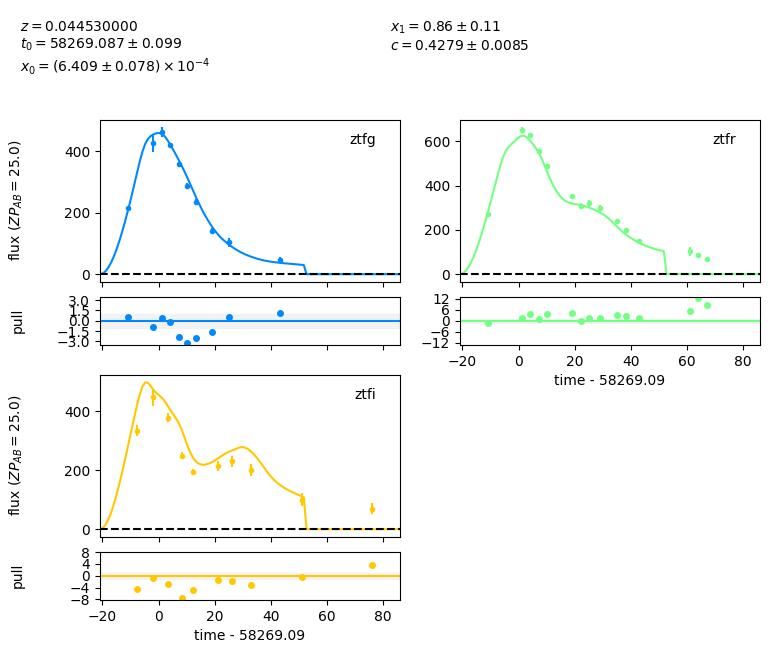 z = 0.044530000
t₀ = 58269.087 ± 0.099
x₀ = (6.409 ± 0.078) × 10⁻⁴
x₁ = 0.86 ± 0.11
c = 0.4279 ± 0.0085
ztfg
flux (ZP_AB = 25.0)
400
200
0
pull
3.0
1.5
0.0
−1.5
−3.0
ztfr
600
400
200
0
12
6
0
−6
−12
−20 0 20 40 60 80
time - 58269.09
ztfi
flux (ZP_AB = 25.0)
400
200
0
pull
8
4
0
−4
−8
−20 0 20 40 60 80
time - 58269.09